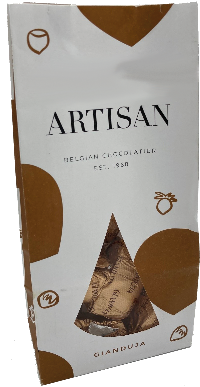 ARTISAN
BELGIAN CHOCOLATIER
EST.
GIANDUJA